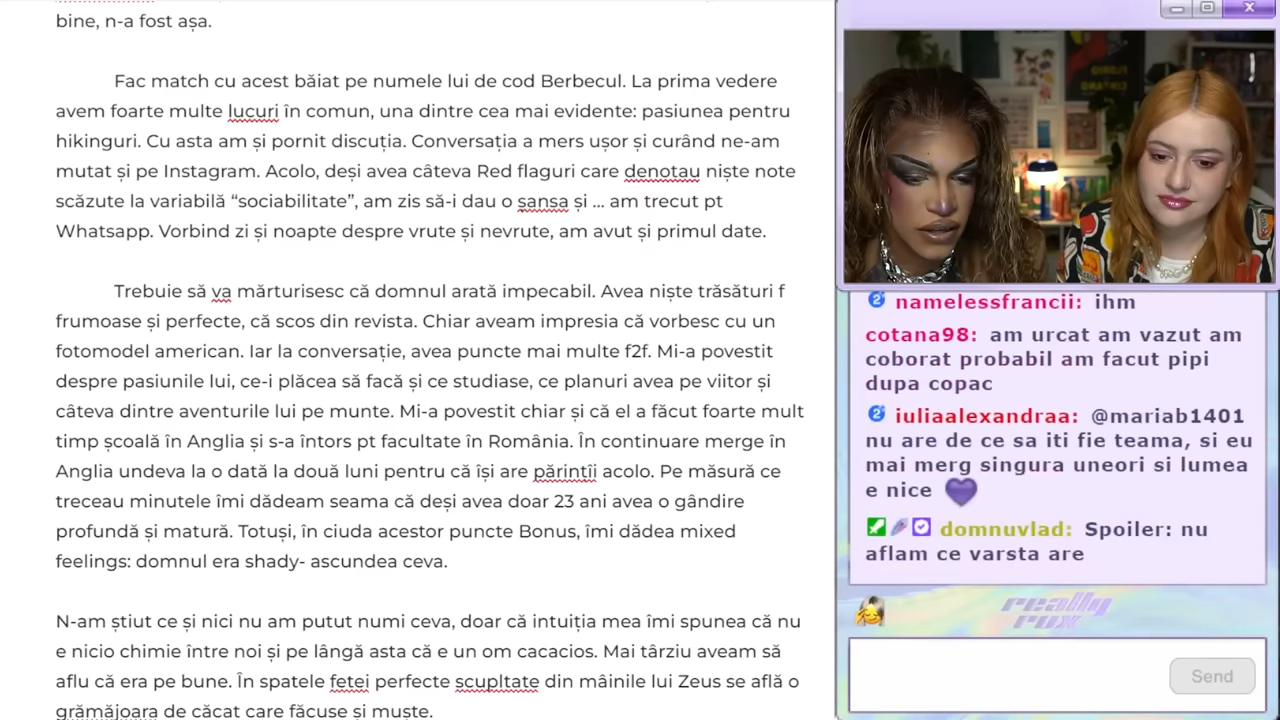 bine, n-a fost așa.
Fac match cu acest băiat pe numele lui de cod Berbecul. La prima vedere
avem foarte multe lucuri în comun, una dintre cea mai evidente: pasiunea pentru
hikinguri. Cu asta am și pornit discuția. Conversația a mers ușor și curând ne-am
mutat și pe Instagram. Acolo, deși avea câteva Red flaguri care denotau niște note
scăzute la variabilă “sociabilitate”, am zis să-i dau o șansa și ... am trecut pt
Whatsapp. Vorbind zi și noapte despre vrute și nevrute, am avut și primul date.
Trebuie să va mărturisesc că domnul arată impecabil. Avea niște trăsături f
frumoase și perfecte, că scos din revista. Chiar aveam impresia că vorbesc cu un
fotomodel american. Iar la conversație, avea puncte mai multe f2f. Mi-a povestit
despre pasiunile lui, ce-i plăcea să facă și ce studiase, ce planuri avea pe viitor și
câteva dintre aventurile lui pe munte. Mi-a povestit chiar și că el a făcut foarte mult
timp școală în Anglia și s-a întors pt facultate în România. În continuare merge în
Anglia undeva la o dată la două luni pentru că își are părințîi acolo. Pe măsură ce
treceau minutele îmi dădeam seama că deși avea doar 23 ani avea o gândire
profundă și matură. Totuși, în ciuda acestor puncte Bonus, îmi dădea mixed
feelings: domnul era shady- ascundea ceva.
N-am știut ce și nici nu am putut numi ceva, doar că intuiția mea îmi spunea că nu
e nicio chimie între noi și pe lângă asta că e un om cacacios. Mai târziu aveam să
aflu că era pe bune. În spatele feței perfecte scupltate din mâinile lui Zeus se află o
grămăjoara de căcat care făcuse și muște.
namelessfrancii: ihm
cotana98: am urcat am vazut am
coborat probabil am facut pipi
dupa copac
iuliaalexandraa: @mariab1401
nu are de ce sa iti fie teama, si eu
mai merg singura uneori si lumea
e nice
domnuvlad: Spoiler: nu
aflam ce varsta are
really
rux
Send